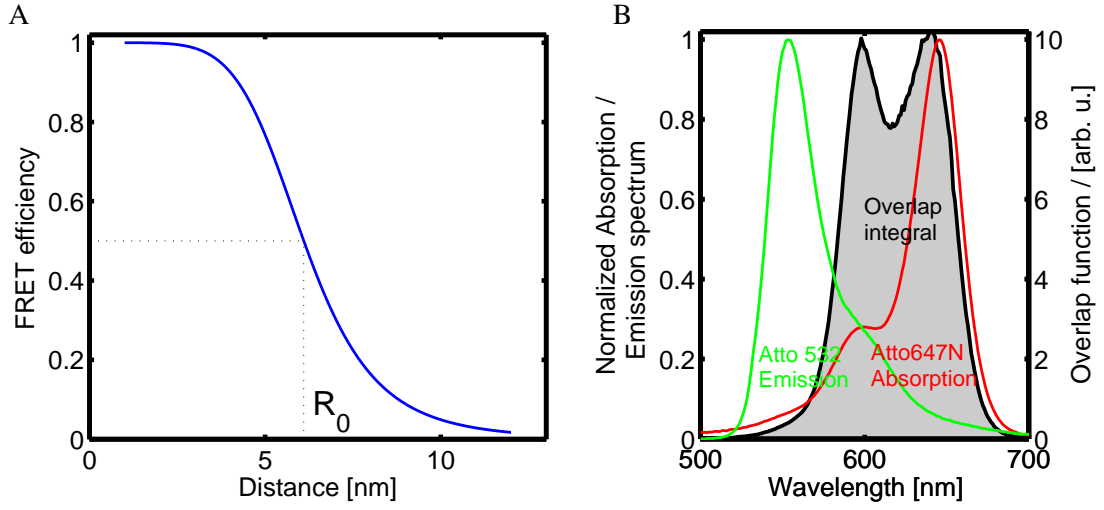 A
FRET efficiency
1
0.8
0.6
0.4
0.2
0
0
5
10
Distance [nm]
R0
B
Normalized Absorption /
Emission spectrum
1
0.8
0.6
0.4
0.2
0
500
600
700
Wavelength [nm]
10
8
6
4
2
0
Overlap function / [arb. u.]
Overlap
integral
Atto 532
Emission
Atto647N
Absorption